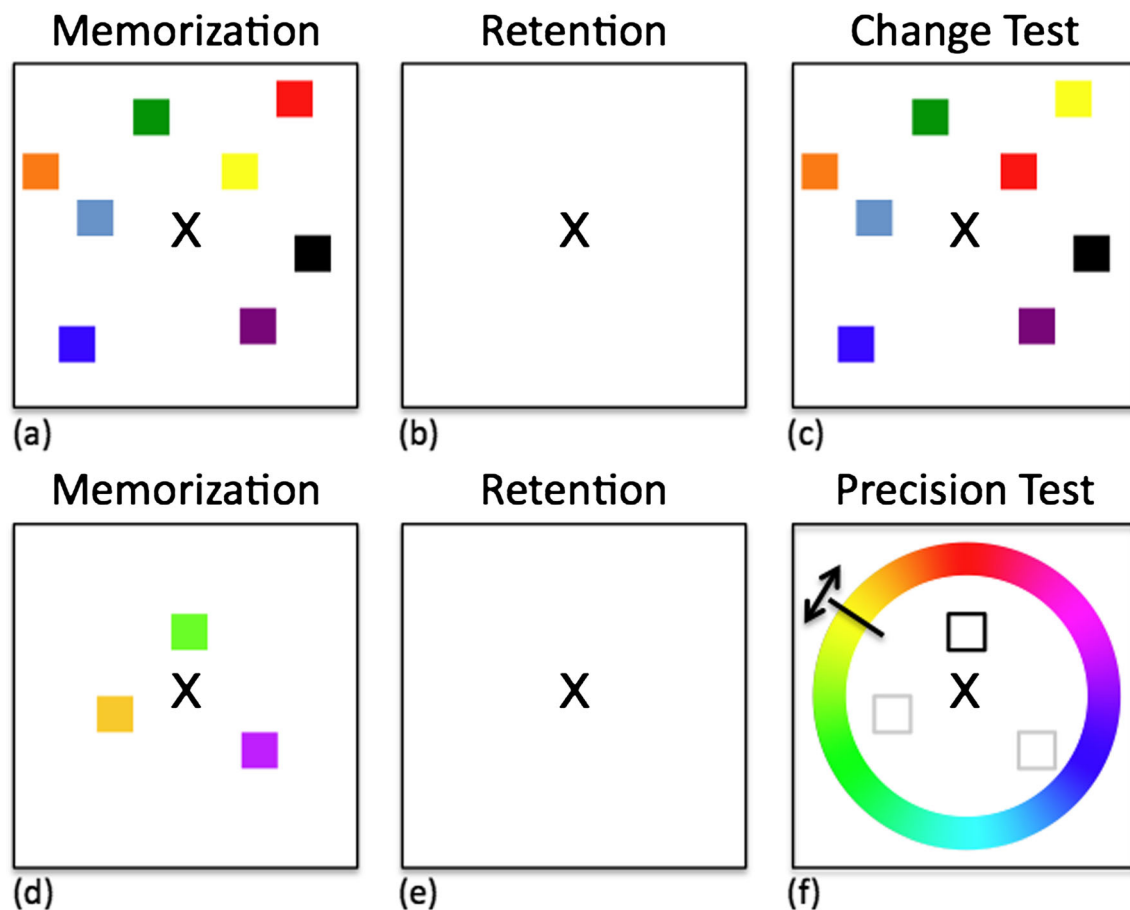 Memorization Retention Change Test
X X X
(a) (b) (c)
Memorization Retention Precision Test
X X X
(d) (e) (f)